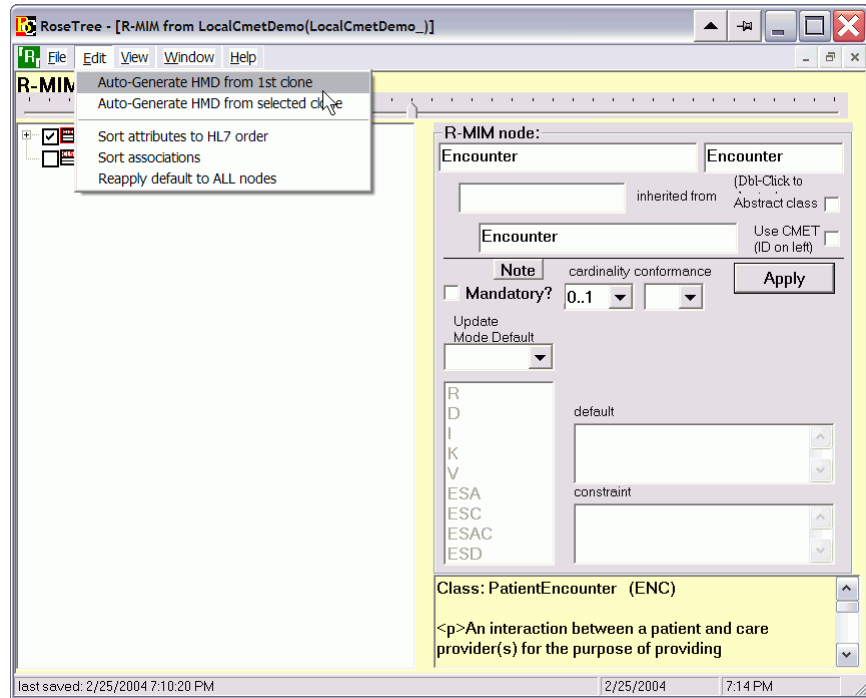 RoseTree - [R-MIM from LocalCmetDemo(LocalCmetDemo_)]
File Edit View Window Help
R-MIM
Auto-Generate HMD from 1st clone
Auto-Generate HMD from selected clone
Sort attributes to HL7 order
Sort associations
Reapply default to ALL nodes
R-MIM node:
Encounter Encounter
inherited from (Dbl-Click to
Abstract class
Encounter Use CMET
(ID on left)
Note cardinality conformance Apply
Mandatory? 0..1
Update
Mode Default
R
D
I
K
V
ESA
ESC
ESAC
ESD
default
constraint
Class: PatientEncounter (ENC)
<p>An interaction between a patient and care
provider(s) for the purpose of providing
last saved: 2/25/2004 7:10:20 PM 2/25/2004 7:14 PM